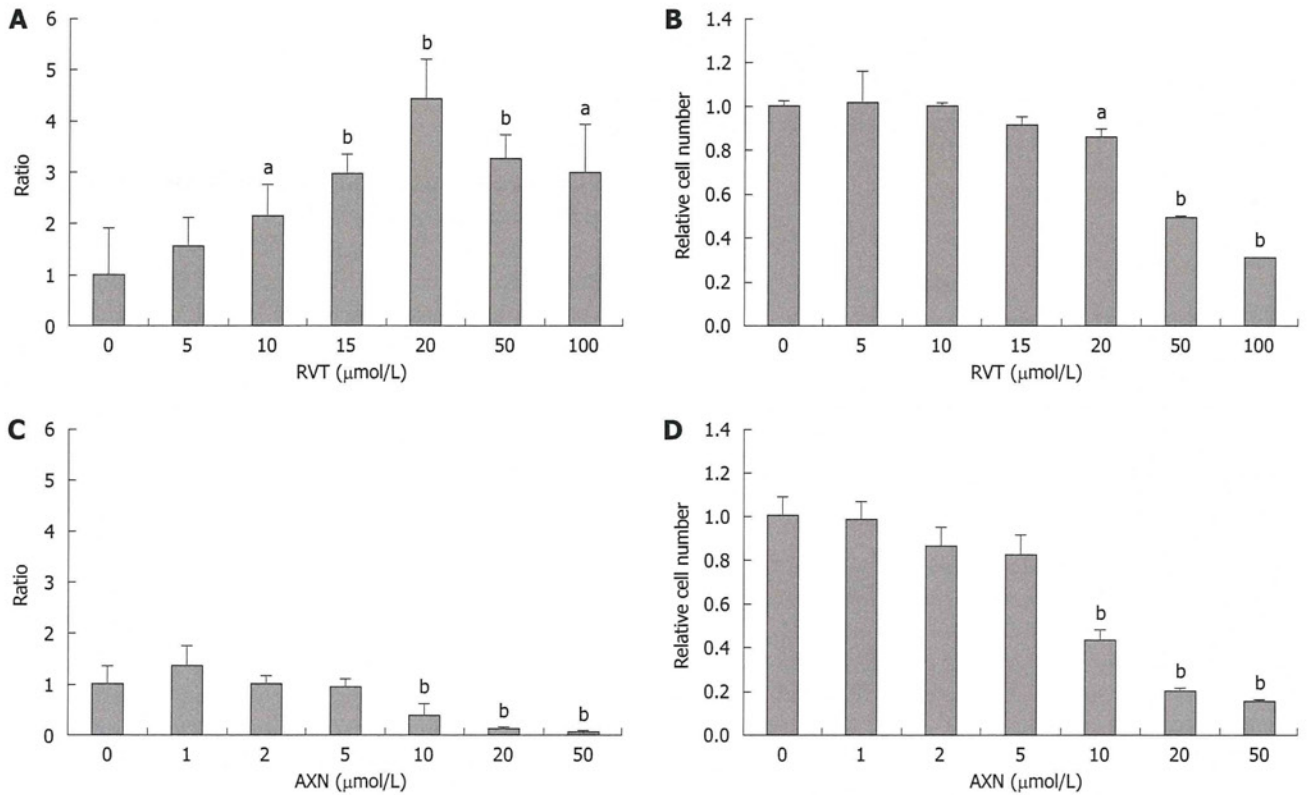 A
Ratio
6
5
4
3
2
1
0
a
b
b
b
a
0 5 10 15 20 50 100
RVT (μmol/L)
B
Relative cell number
1.4
1.2
1.0
0.8
0.6
0.4
0.2
0.0
a
b
b
0 5 10 15 20 50 100
RVT (μmol/L)
C
Ratio
6
5
4
3
2
1
0
b
b
b
0 1 2 5 10 20 50
AXN (μmol/L)
D
Relative cell number
1.4
1.2
1.0
0.8
0.6
0.4
0.2
0.0
b
b
b
0 1 2 5 10 20 50
AXN (μmol/L)